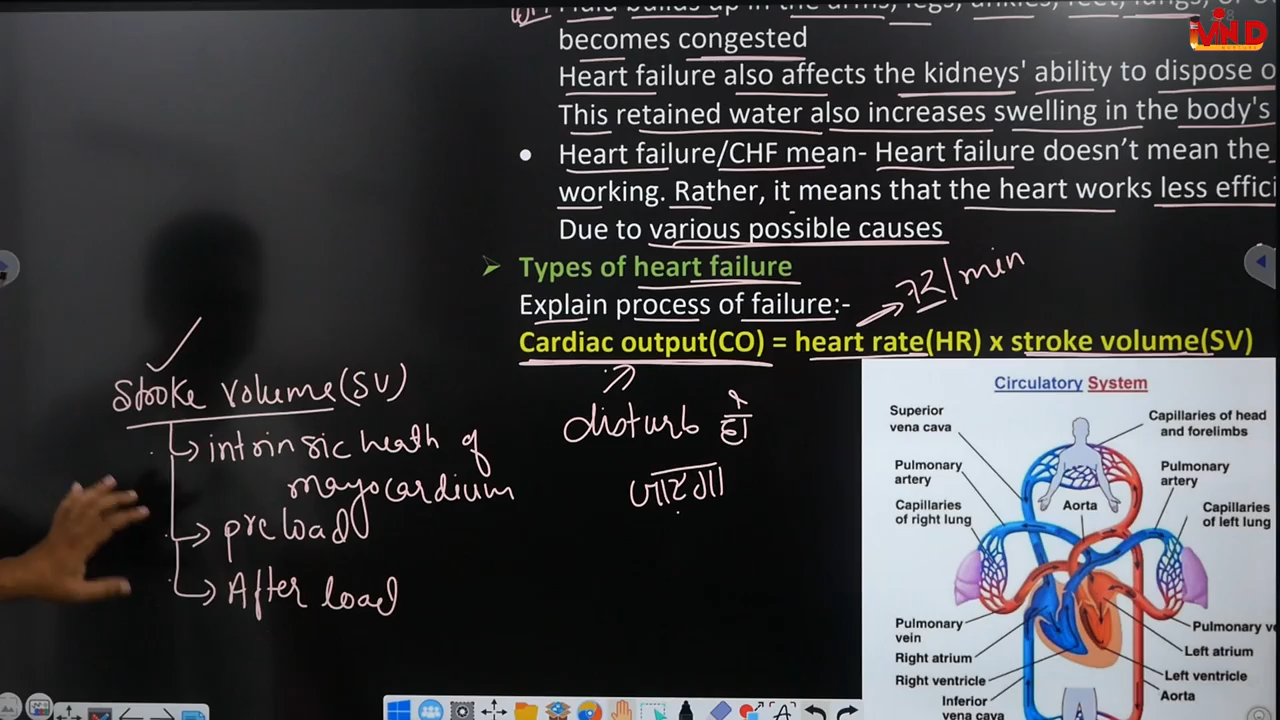 becomes congested
Heart failure also affects the kidneys' ability to dispose o
This retained water also increases swelling in the body's
• Heart failure/CHF mean- Heart failure doesn't mean the
working. Rather, it means that the heart works less effici
Due to various possible causes
➢ Types of heart failure
Explain process of failure:-
72/min
Cardiac output(CO) = heart rate(HR) x stroke volume(SV)
disturb हो
जाएगा
Stroke volume(SV)
intrinsic heath of
mayocardium
preload
After load
Circulatory System
Superior
vena cava
Capillaries of head
and forelimbs
Pulmonary
artery
Pulmonary
artery
Aorta
Capillaries
of right lung
Capillaries
of left lung
Pulmonary
vein
Pulmonary ve
Right atrium
Left atrium
Right ventricle
Left ventricle
Inferior
vena cava
Aorta